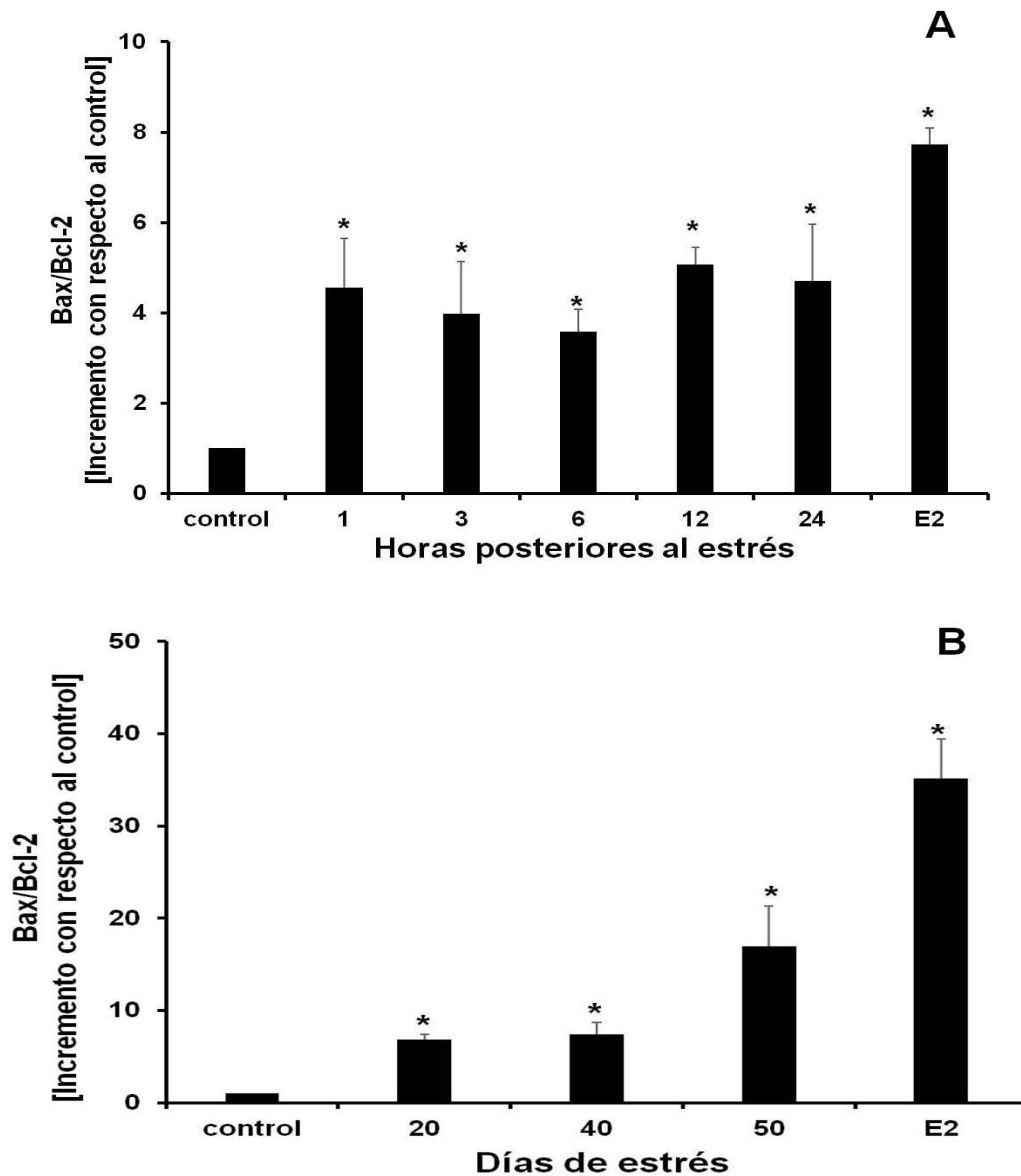 A
Bax/Bcl-2
[Incremento con respecto al control]
10
8
6
4
2
0
* * * * * *
control 1 3 6 12 24 E2
Horas posteriores al estrés
B
Bax/Bcl-2
[Incremento con respecto al control]
50
40
30
20
10
0
* * * *
control 20 40 50 E2
Días de estrés